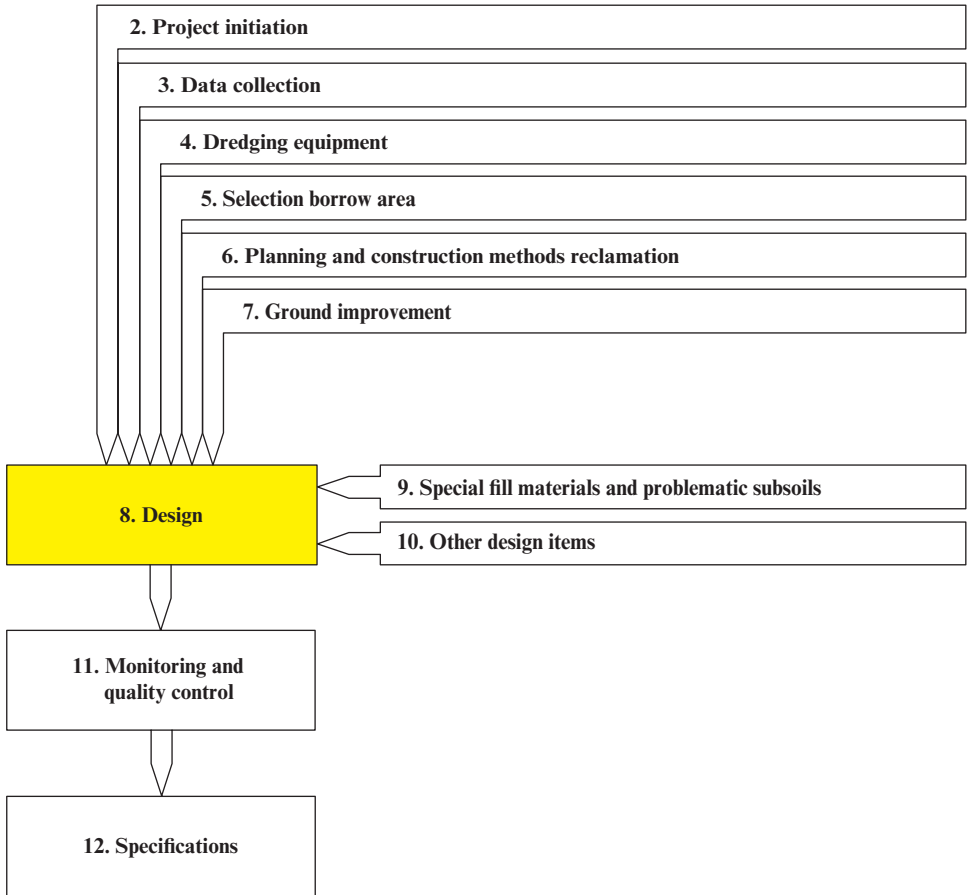 2. Project initiation
3. Data collection
4. Dredging equipment
5. Selection borrow area
6. Planning and construction methods reclamation
7. Ground improvement
8. Design
9. Special fill materials and problematic subsoils
10. Other design items
11. Monitoring and
quality control
12. Specifications